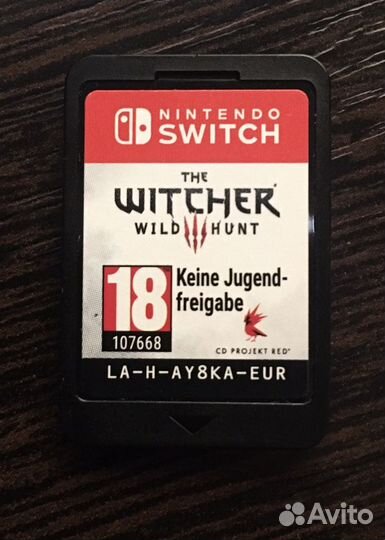 NINTENDO
SWITCH
THE
WITCHER
WILD HUNT
18
Keine Jugend-
freigabe
107668
CD PROJEKT RED®
LA-H-AY8KA-EUR
Avito